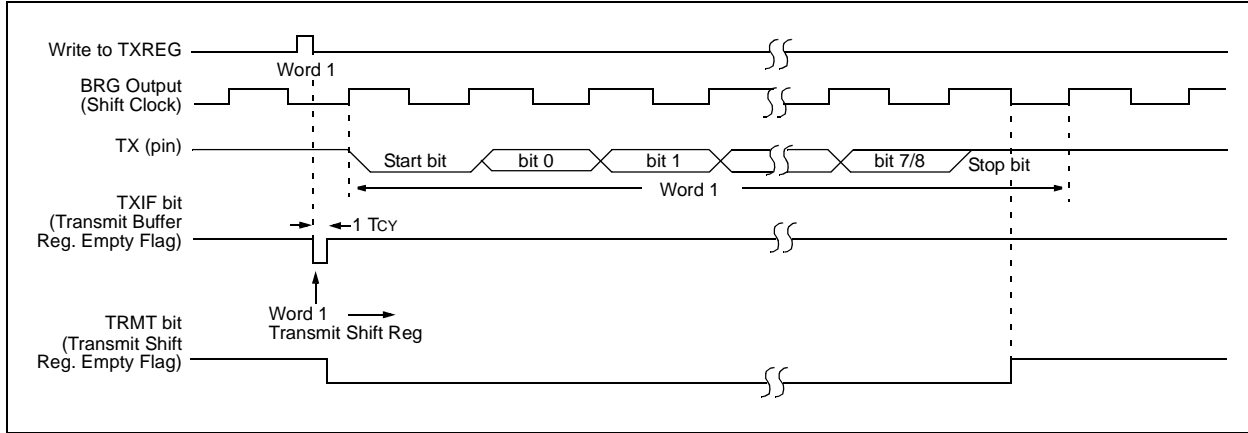 Write to TXREG
Word 1
BRG Output
(Shift Clock)
TX (pin)
Start bit
bit 0
bit 1
bit 7/8
Stop bit
Word 1
TXIF bit
(Transmit Buffer
Reg. Empty Flag)
1 TCY
Word 1
Transmit Shift Reg
TRMT bit
(Transmit Shift
Reg. Empty Flag)